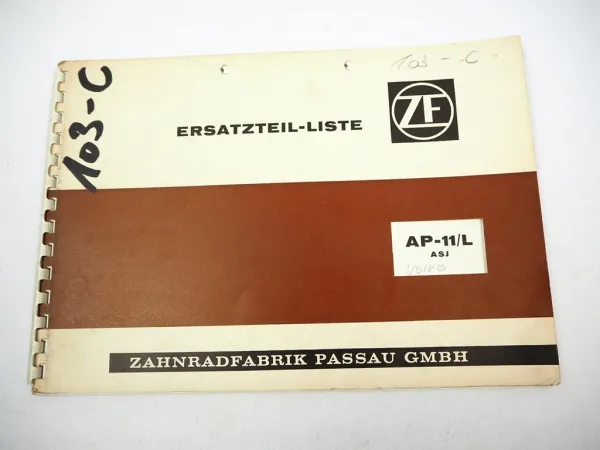 103-C
103-C"
ZF
ERSATZTEIL-LISTE
AP-11/L
ASJ
ZAHNRADFABRIK PASSAU GMBH